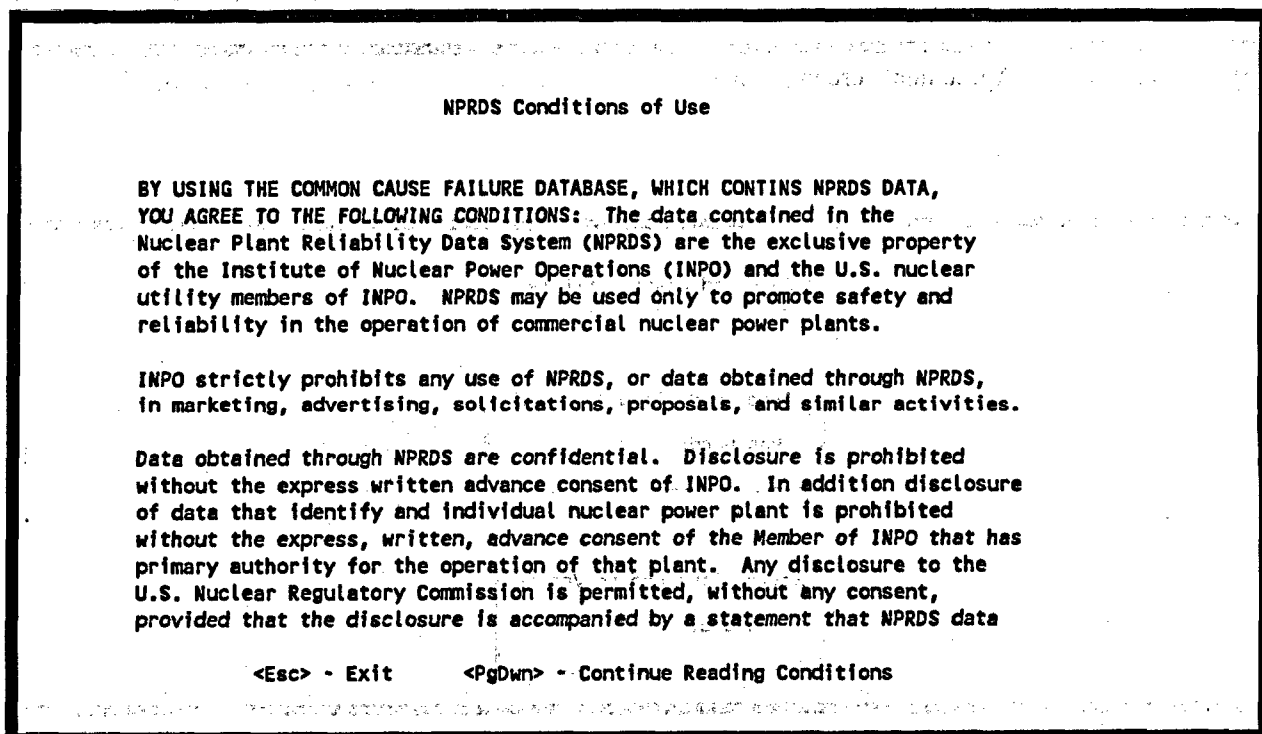 NPRDS Conditions of Use
BY USING THE COMMON CAUSE FAILURE DATABASE, WHICH CONTINS NPRDS DATA,
YOU AGREE TO THE FOLLOWING CONDITIONS: The data contained in the
Nuclear Plant Reliability Data System (NPRDS) are the exclusive property
of the Institute of Nuclear Power Operations (INPO) and the U.S. nuclear
utility members of INPO. NPRDS may be used only to promote safety and
reliability in the operation of commercial nuclear power plants.
INPO strictly prohibits any use of NPRDS, or data obtained through NPRDS,
in marketing, advertising, solicitations, proposals, and similar activities.
Data obtained through NPRDS are confidential. Disclosure is prohibited
without the express written advance consent of INPO. In addition disclosure
of data that identify and individual nuclear power plant is prohibited
without the express, written, advance consent of the Member of INPO that has
primary authority for the operation of that plant. Any disclosure to the
U.S. Nuclear Regulatory Commission is permitted, without any consent,
provided that the disclosure is accompanied by a statement that NPRDS data
<Esc> - Exit <PgDwn> - Continue Reading Conditions